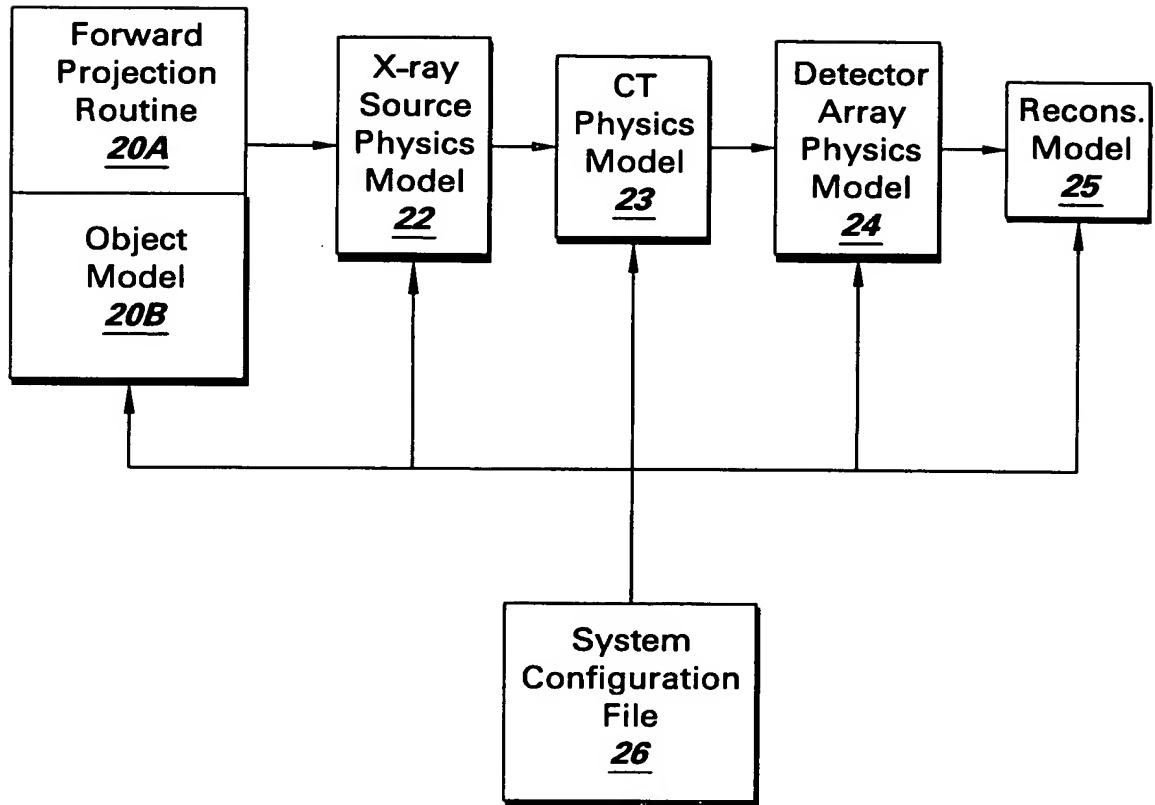 Forward
Projection
Routine
20A
Object
Model
20B
X-ray
Source
Physics
Model
22
CT
Physics
Model
23
Detector
Array
Physics
Model
24
Recons.
Model
25
System
Configuration
File
26